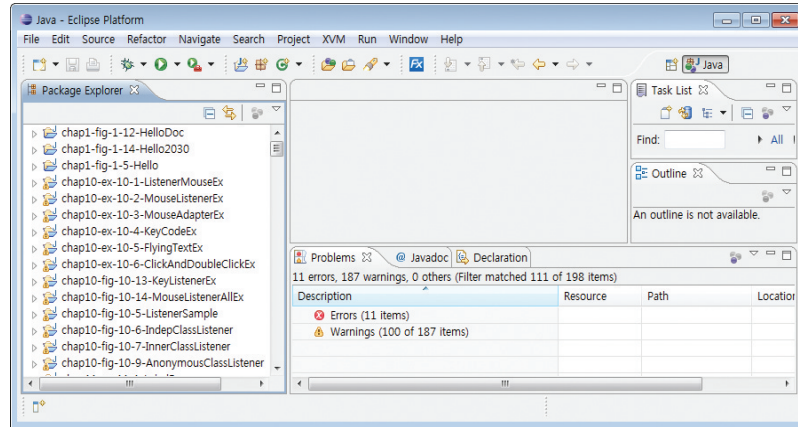 Java - Eclipse Platform
File Edit Source Refactor Navigate Search Project XVM Run Window Help
Java
Package Explorer
chap1-fig-1-12-HelloDoc
chap1-fig-1-14-Hello2030
chap1-fig-1-5-Hello
chap10-ex-10-1-ListenerMouseEx
chap10-ex-10-2-MouseListenerEx
chap10-ex-10-3-MouseAdapterEx
chap10-ex-10-4-KeyCodeEx
chap10-ex-10-5-FlyingTextEx
chap10-ex-10-6-ClickAndDoubleClickEx
chap10-fig-10-13-KeyListenerEx
chap10-fig-10-14-MouseListenerAllEx
chap10-fig-10-5-ListenerSample
chap10-fig-10-6-IndepClassListener
chap10-fig-10-7-InnerClassListener
chap10-fig-10-9-AnonymousClassListener
Task List
Find: All
Outline
An outline is not available.
Problems @ Javadoc Declaration
11 errors, 187 warnings, 0 others (Filter matched 111 of 198 items)
Description Resource Path Location
Errors (11 items)
Warnings (100 of 187 items)